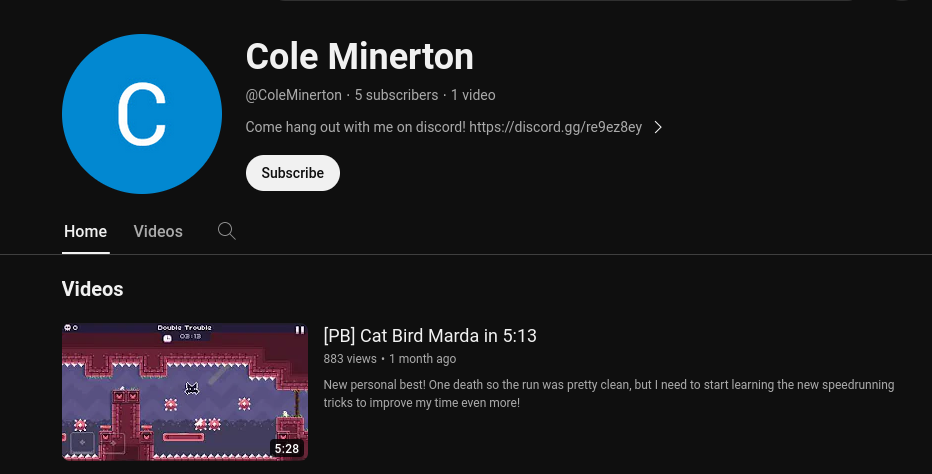 C
Cole Minerton
@ColeMinerton · 5 subscribers · 1 video
Come hang out with me on discord! https://discord.gg/re9ez8ey
Subscribe
Home Videos
Videos
0 Double Trouble
03:13
5:28
[PB] Cat Bird Marda in 5:13
883 views • 1 month ago
New personal best! One death so the run was pretty clean, but I need to start learning the new speedrunning
tricks to improve my time even more!